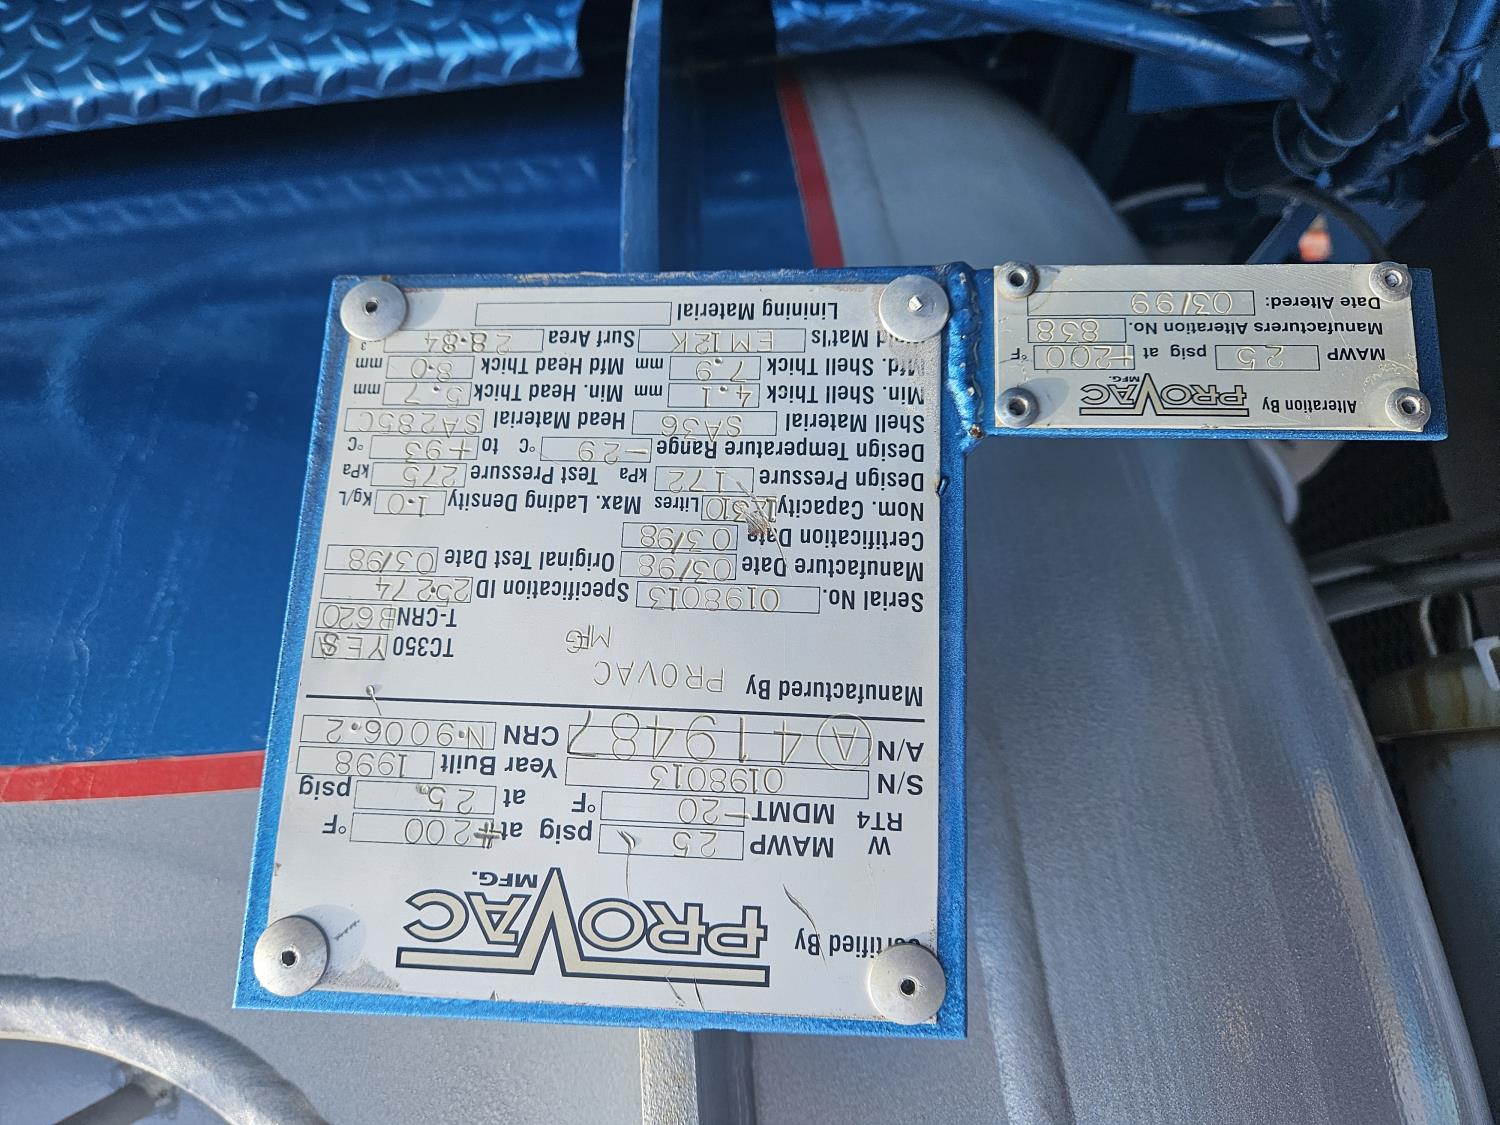 Certified By PROVAC MFG.
W MAWP 25 psig at +200 °F
RT4 MDMT -20 °F at 25 psig
S/N 0198013 Year Built 1998
A/N A 419487 CRN N.9006.2
Manufactured By PROVAC MFG
TC350 YES
T-CRN B620
Serial No. 0198013 Specification ID 25.274
Manufacture Date 03/98 Original Test Date 03/98
Certification Date 03/98
Nom. Capacity Litres Max. Lading Density 1.0 Kg/L
Design Pressure 172 kPa Test Pressure 275 kPa
Design Temperature Range -29 °C to +93 °C
Shell Material SA36 Head Material SA285C
Min. Shell Thick 4.1 mm Min. Head Thick 5.7 mm
Mfd. Shell Thick 7.9 mm Mfd Head Thick 8.0 mm
Mat'ls EM12K Surf Area 28.84
Linining Material
Alteration By PROVAC MFG.
MAWP 25 psig at +200 °F
Manufacturers Alteration No. 838
Date Altered: 03/99